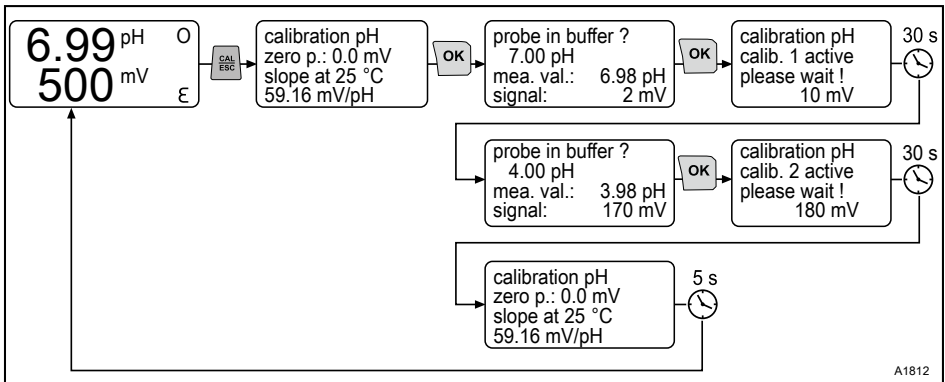 6.99 pH O
500 mV ε
CAL
ESC
calibration pH
zero p.: 0.0 mV
slope at 25 °C
59.16 mV/pH
OK
probe in buffer ?
7.00 pH
mea. val.: 6.98 pH
signal: 2 mV
OK
calibration pH
calib. 1 active
please wait !
10 mV
30 s
probe in buffer ?
4.00 pH
mea. val.: 3.98 pH
signal: 170 mV
OK
calibration pH
calib. 2 active
please wait !
180 mV
30 s
calibration pH
zero p.: 0.0 mV
slope at 25 °C
59.16 mV/pH
5 s
A1812